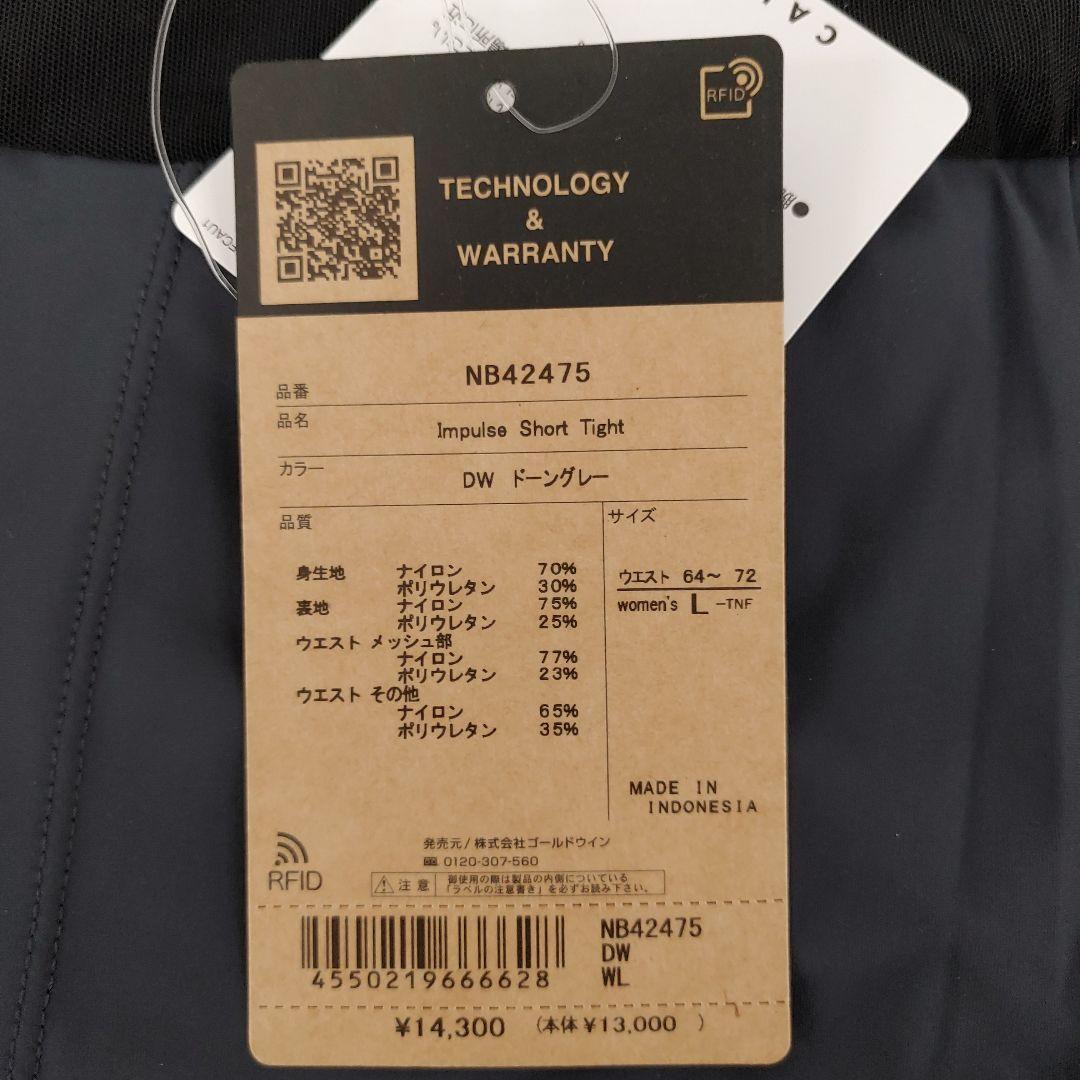 CAU
ECAU1
RFID
TECHNOLOGY
&
WARRANTY
品番 NB42475
品名 Impulse Short Tight
カラー DW ドーングレー
品質
サイズ
身生地 ナイロン 70%
ポリウレタン 30%
裏地 ナイロン 75%
ポリウレタン 25%
ウエスト メッシュ部
ナイロン 77%
ポリウレタン 23%
ウエスト その他
ナイロン 65%
ポリウレタン 35%
ウエスト 64～ 72
women's L -TNF
MADE IN
INDONESIA
発売元/株式会社ゴールドウイン
0120-307-560
RFID
注意 御使用の際は製品の内側についている
「ラベルの注意書き」を必ずお読み下さい。
4550219666628
NB42475
DW
WL
¥14,300 (本体¥13,000 )